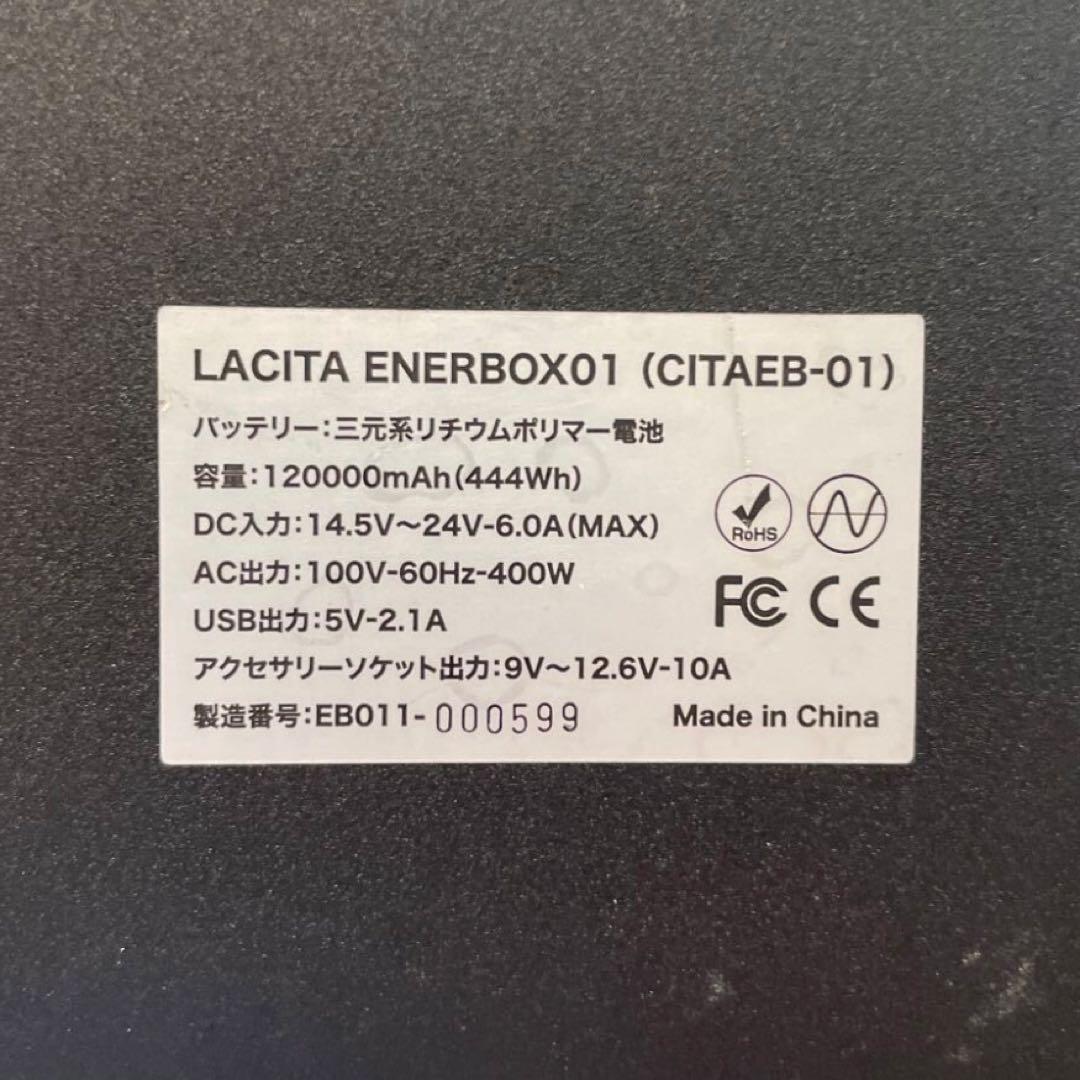 LACITA ENERBOX01 (CITAEB-01)
バッテリー:三元系リチウムポリマー電池
容量:120000mAh(444Wh)
DC入力:14.5V〜24V-6.0A(MAX)
AC出力:100V-60Hz-400W
USB出力:5V-2.1A
アクセサリーソケット出力:9V〜12.6V-10A
製造番号:EB011-000599
RoHS
FC CE
Made in China